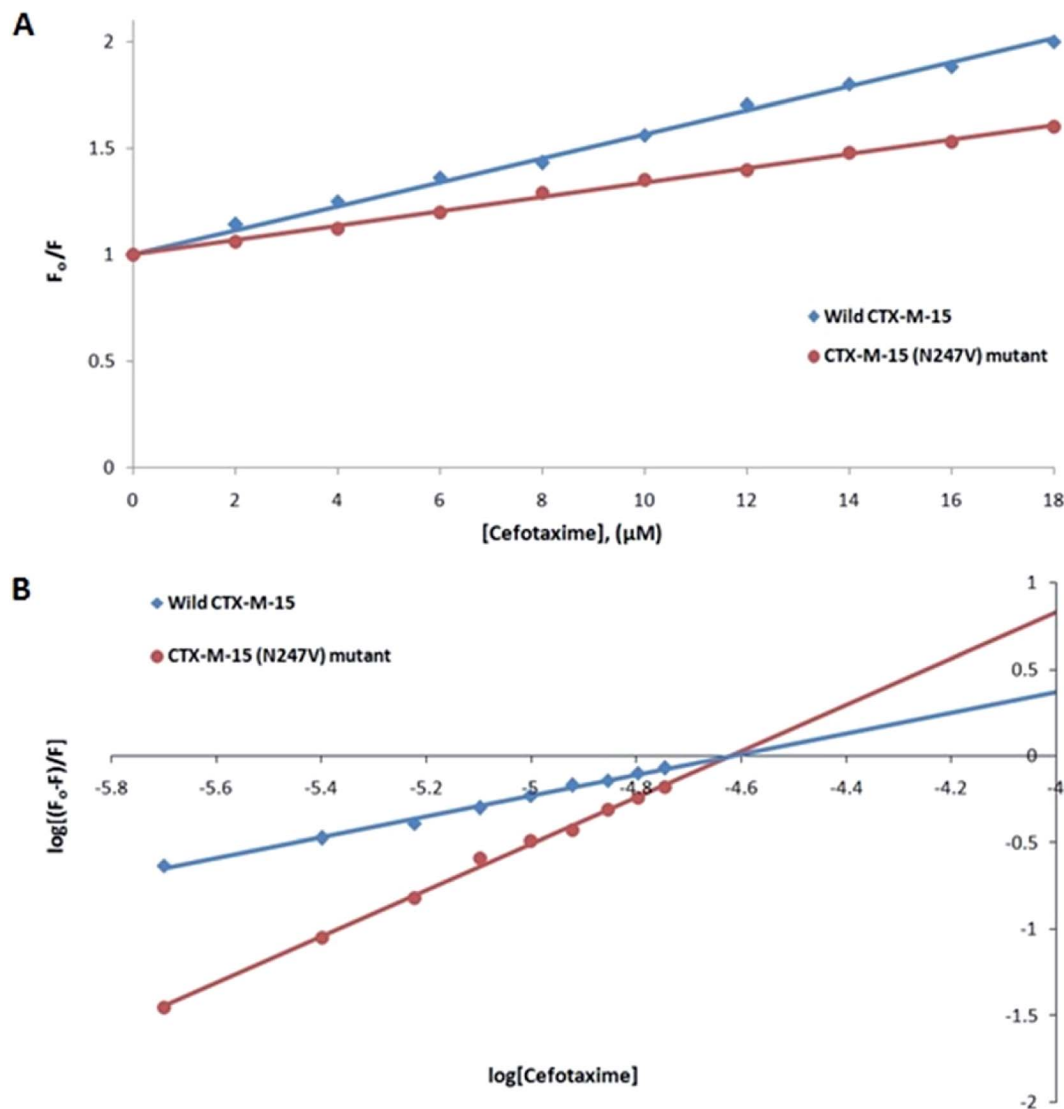 A
2
1.5
1
0.5
0
Fo/F
Wild CTX-M-15
CTX-M-15 (N247V) mutant
0 2 4 6 8 10 12 14 16 18
[Cefotaxime], (µM)
B
Wild CTX-M-15
CTX-M-15 (N247V) mutant
1
0.5
0
-5.8 -5.6 -5.4 -5.2 -5 -4.8 -4.6 -4.4 -4.2 -4
-0.5
-1
-1.5
-2
log[(Fo-F)/F]
log[Cefotaxime]